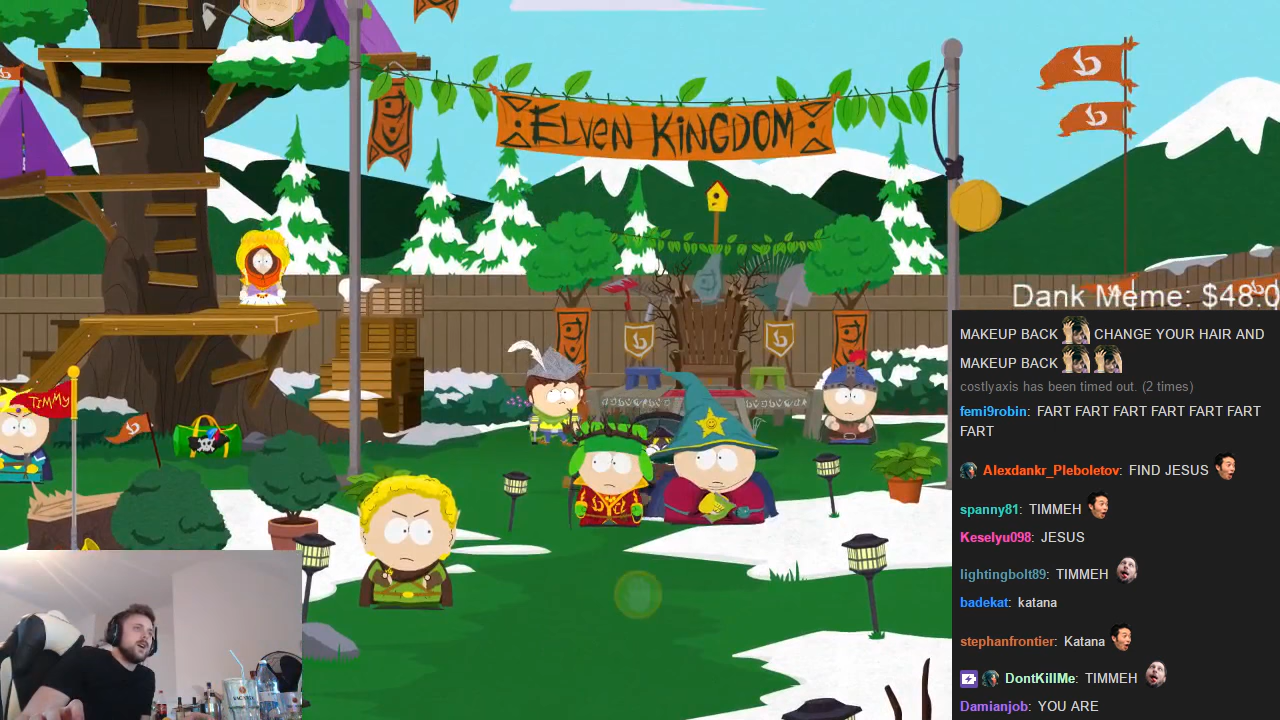 ELVEN KINGDOM
TIMMY
Dank Meme: $48.0
MAKEUP BACK CHANGE YOUR HAIR AND
MAKEUP BACK
costlyaxis has been timed out. (2 times)
femi9robin: FART FART FART FART FART FART
FART
Alexdankr_Pleboletov: FIND JESUS
spanny81: TIMMEH
Keselyu098: JESUS
lightingbolt89: TIMMEH
badekat: katana
stephanfrontier: Katana
DontKillMe: TIMMEH
Damianjob: YOU ARE